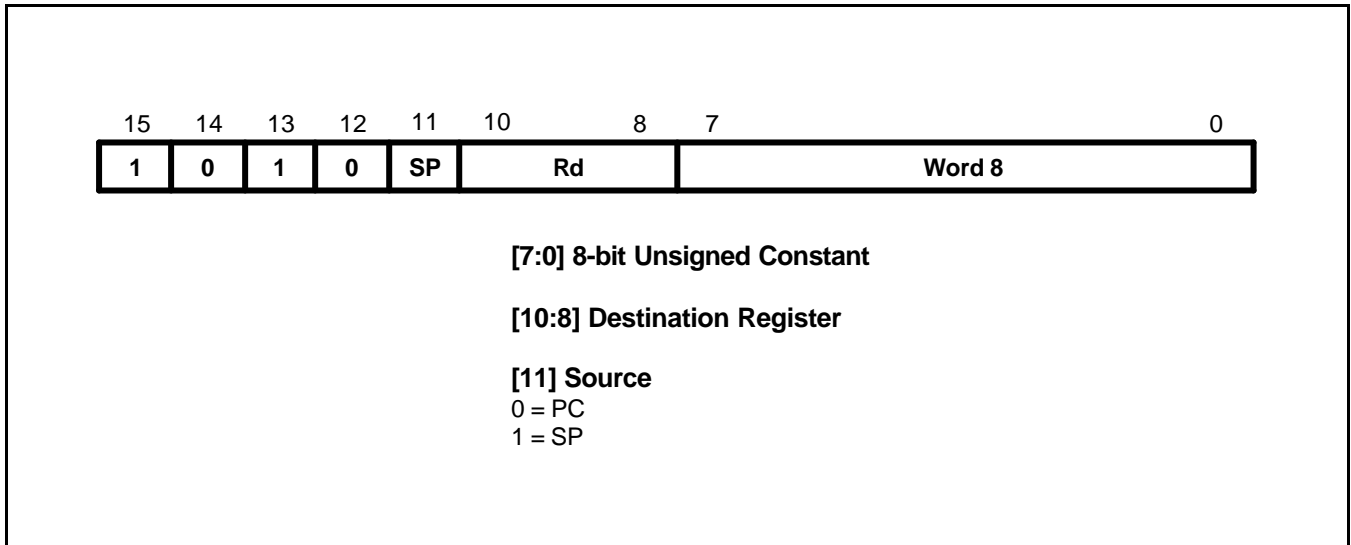 15 14 13 12 11 10 8 7 0
1 0 1 0 SP Rd Word 8
[7:0] 8-bit Unsigned Constant
[10:8] Destination Register
[11] Source
0 = PC
1 = SP